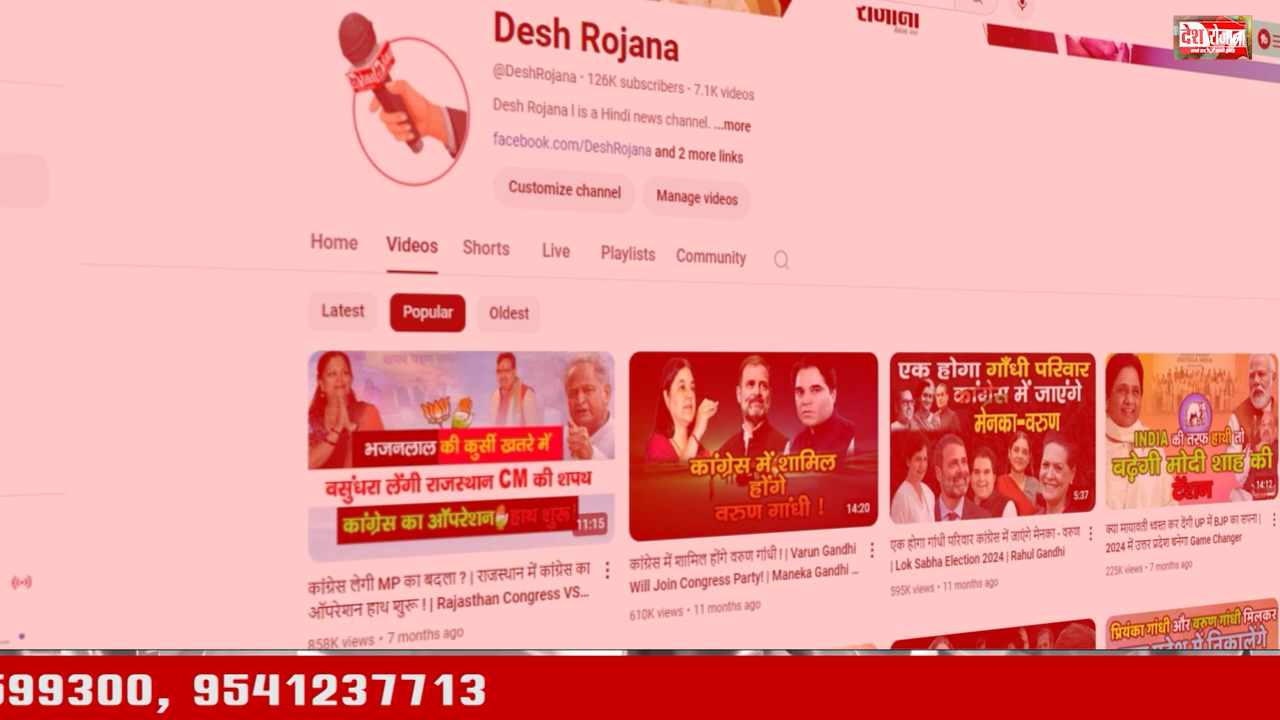 राजाना
देश रोजाना
Desh Rojana
@DeshRojana • 126K subscribers • 7.1K videos
Desh Rojana l is a Hindi news channel. ...more
facebook.com/DeshRojana and 2 more links
Customize channel
Manage videos
Home
Videos
Shorts
Live
Playlists
Community
Latest
Popular
Oldest
भजनलाल की कुर्सी खतरे में
वसुंधरा लेंगी राजस्थान CM की शपथ
कांग्रेस का ऑपरेशन हाथ शुरू
11:15
कांग्रेस लेगी MP का बदला ? | राजस्थान में कांग्रेस का
ऑपरेशन हाथ शुरू ! | Rajasthan Congress VS...
858K views • 7 months ago
कांग्रेस में शामिल
होंगे
वरुण गांधी !
14:20
कांग्रेस में शामिल होंगे वरुण गांधी ! | Varun Gandhi
Will Join Congress Party! | Maneka Gandhi ...
610K views • 11 months ago
एक होगा गाँधी परिवार
कांग्रेस में जाएंगे
मेनका-वरुण
5:37
एक होगा गांधी परिवार कांग्रेस में जाएंगे मेनका - वरुण
| Lok Sabha Election 2024 | Rahul Gandhi
595K views • 11 months ago
INDIA की तरफ हाथी तो
बढ़ेगी मोदी शाह की
टेंशन
14:12
क्या मायावती ध्वस्त कर देंगी UP में BJP का सपना |
2024 में उत्तर प्रदेश बनेगा Game Changer
225K views • 7 months ago
प्रियंका गांधी और वरुण गांधी मिलकर
प्रदेश में निकालेंगे
599300, 9541237713